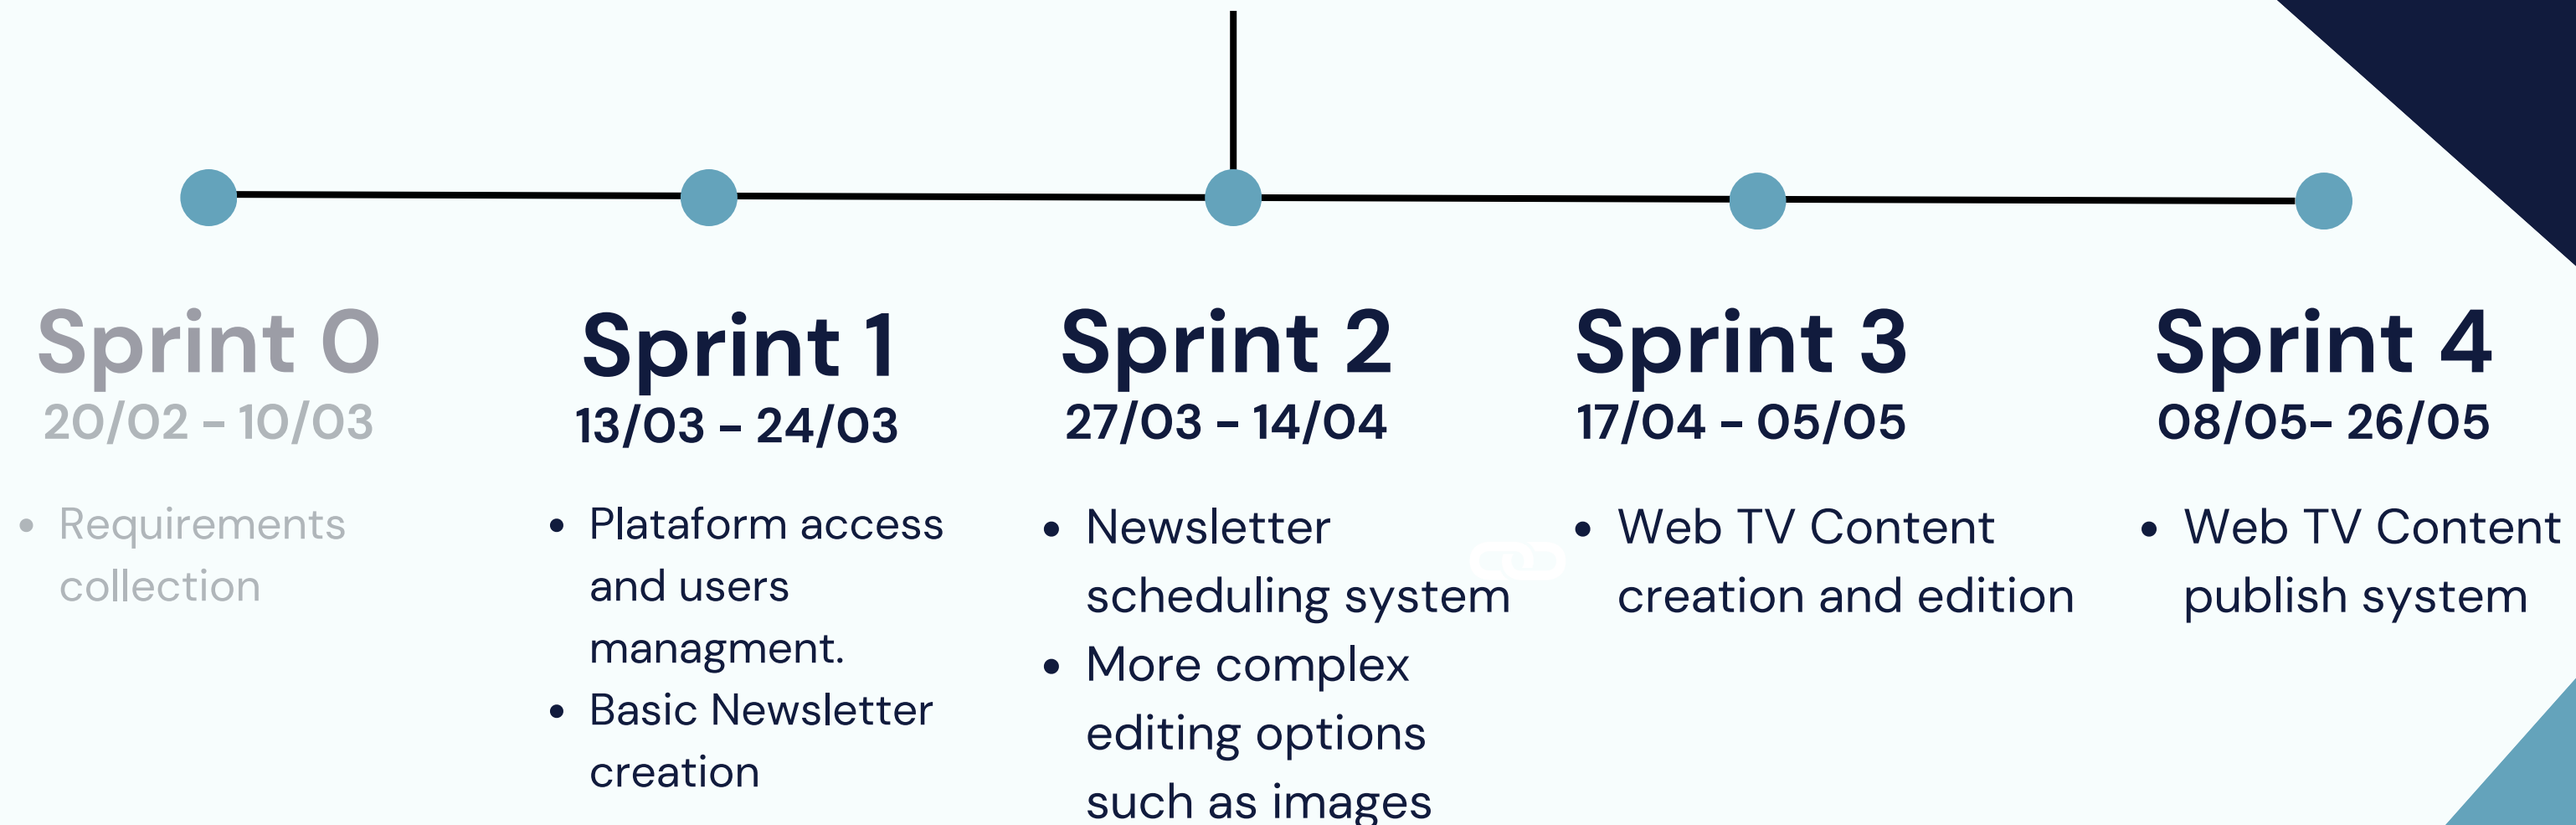 Sprint 0
20/02 - 10/03
• Requirements
collection
Sprint 1
13/03 - 24/03
• Plataform access
and users
managment.
• Basic Newsletter
creation
Sprint 2
27/03 - 14/04
• Newsletter
scheduling system
• More complex
editing options
such as images
Sprint 3
17/04 - 05/05
• Web TV Content
creation and edition
Sprint 4
08/05- 26/05
• Web TV Content
publish system